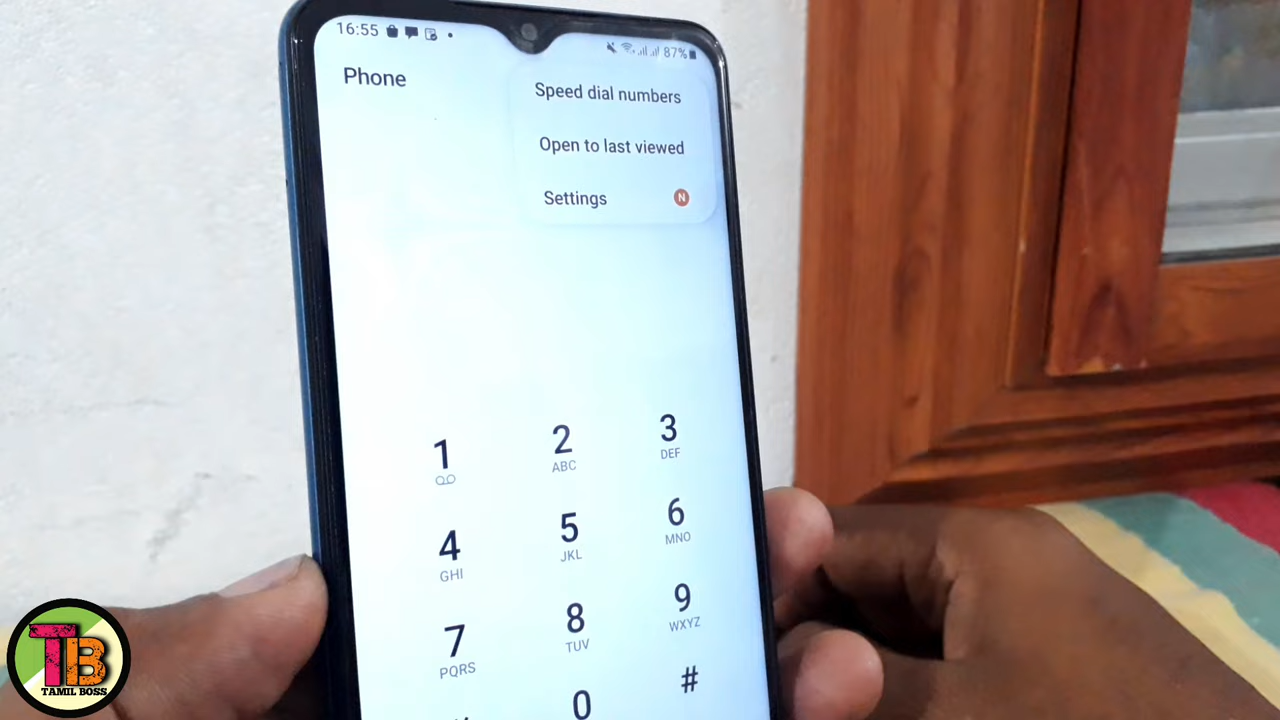 16:55
87%
Phone
Speed dial numbers
Open to last viewed
Settings N
1 2 3
ABC DEF
4 5 6
GHI JKL MNO
7 8 9
PQRS TUV WXYZ
0 #
TB
TAMIL BOSS